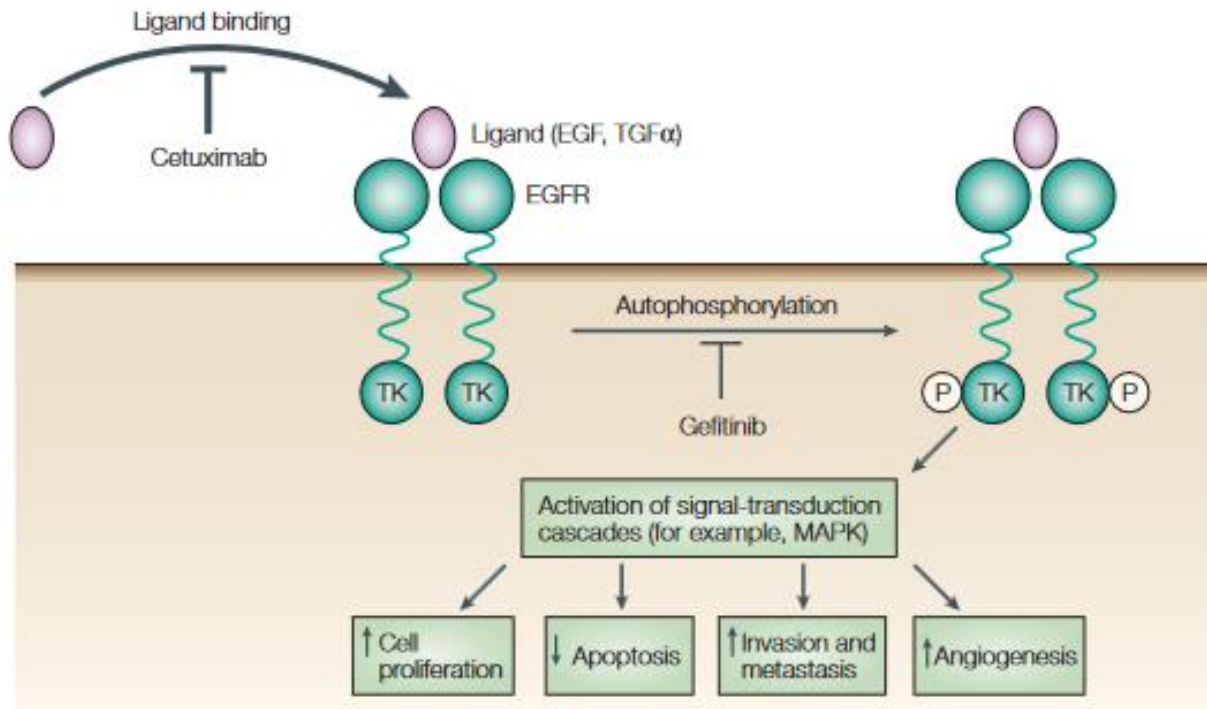 Ligand binding
Cetuximab
Ligand (EGF, TGFα)
EGFR
Autophosphorylation
TK
TK
P
TK
TK
P
Gefitinib
Activation of signal-transduction
cascades (for example, MAPK)
↑ Cell
proliferation
↓ Apoptosis
↑ Invasion and
metastasis
↑ Angiogenesis